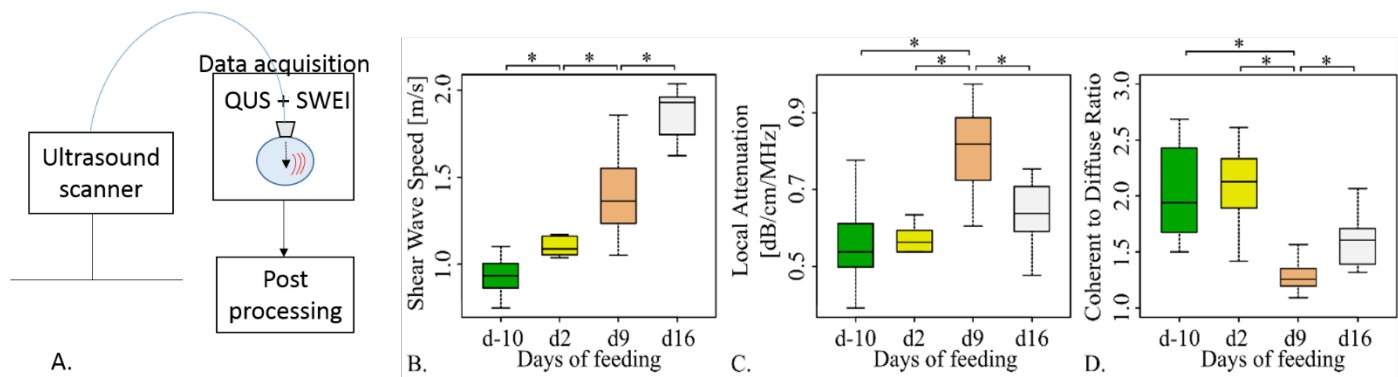 Data acquisition
QUS + SWEI
Ultrasound
scanner
Post
processing
A.
* * *
Shear Wave Speed [m/s]
2.0
1.5
1.0
d-10 d2 d9 d16
Days of feeding
B.
*
* *
Local Attenuation
[dB/cm/MHz]
0.9
0.7
0.5
d-10 d2 d9 d16
Days of feeding
C.
*
* *
Coherent to Diffuse Ratio
3.0
2.5
2.0
1.5
1.0
d-10 d2 d9 d16
Days of feeding
D.